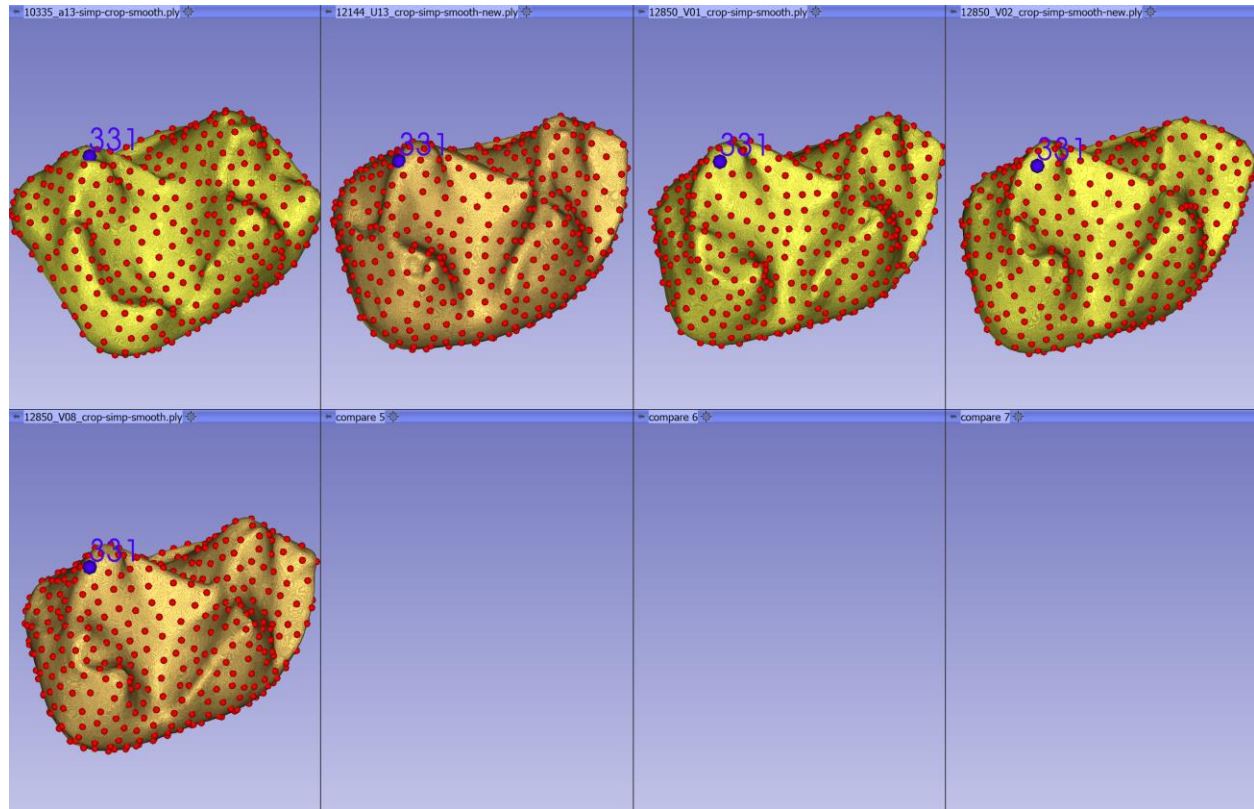 10335_a13-simp-crop-smooth.ply
12144_U13_crop-simp-smooth-new.ply
12850_V01_crop-simp-smooth.ply
12850_V02_crop-simp-smooth-new.ply
331
331
331
331
12850_V08_crop-simp-smooth.ply
compare 5
compare 6
compare 7
331